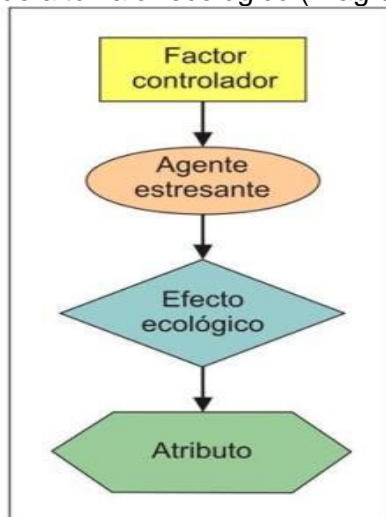 Factor
controlador
Agente
estresante
Efecto
ecológico
Atributo